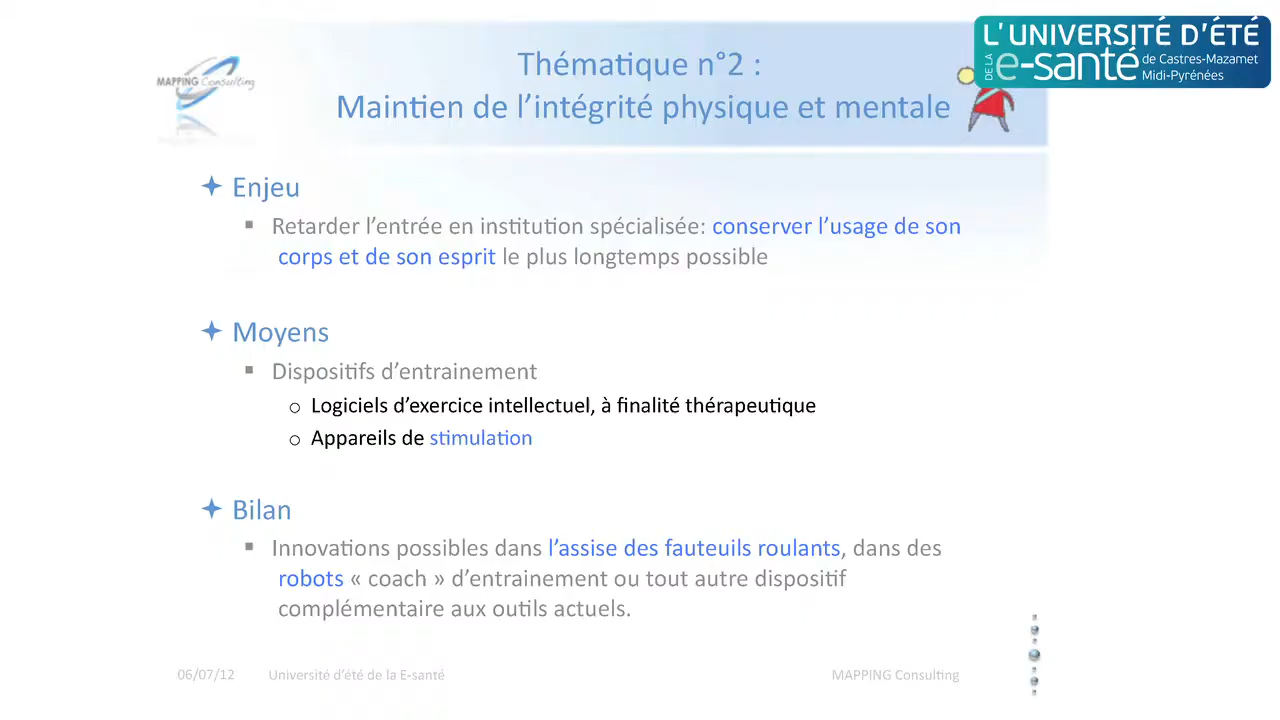 L'UNIVERSITÉ D'ÉTÉ
DE LA e-santé de Castres-Mazamet
Midi-Pyrénées
MAPPING Consulting
Thématique n°2 :
Maintien de l’intégrité physique et mentale
Enjeu
Retarder l’entrée en institution spécialisée: conserver l’usage de son
corps et de son esprit le plus longtemps possible
Moyens
Dispositifs d’entrainement
Logiciels d’exercice intellectuel, à finalité thérapeutique
Appareils de stimulation
Bilan
Innovations possibles dans l’assise des fauteuils roulants, dans des
robots « coach » d’entrainement ou tout autre dispositif
complémentaire aux outils actuels.
06/07/12 Université d’été de la E-santé MAPPING Consulting